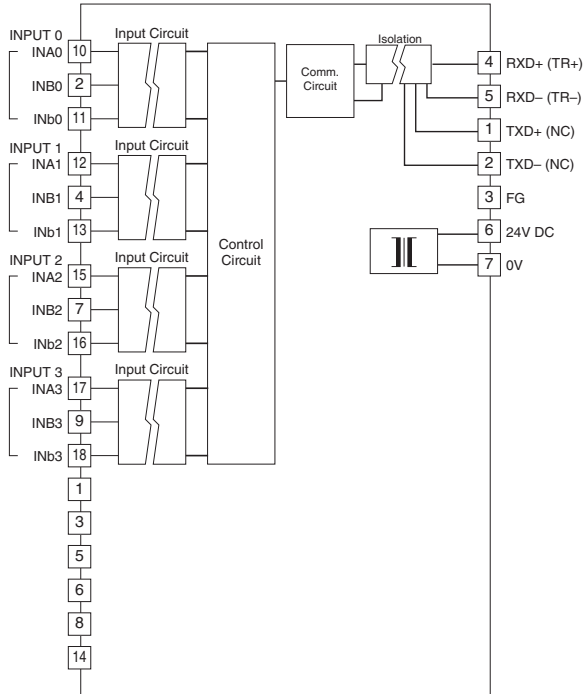 INPUT 0
Input Circuit
INA0 10
INB0 2
INb0 11
INPUT 1
Input Circuit
INA1 12
INB1 4
INb1 13
INPUT 2
Input Circuit
INA2 15
INB2 7
INb2 16
INPUT 3
Input Circuit
INA3 17
INB3 9
INb3 18
1
3
5
6
8
14
Control
Circuit
Comm.
Circuit
Isolation
4 RXD+ (TR+)
5 RXD– (TR–)
1 TXD+ (NC)
2 TXD– (NC)
3 FG
6 24V DC
7 0V